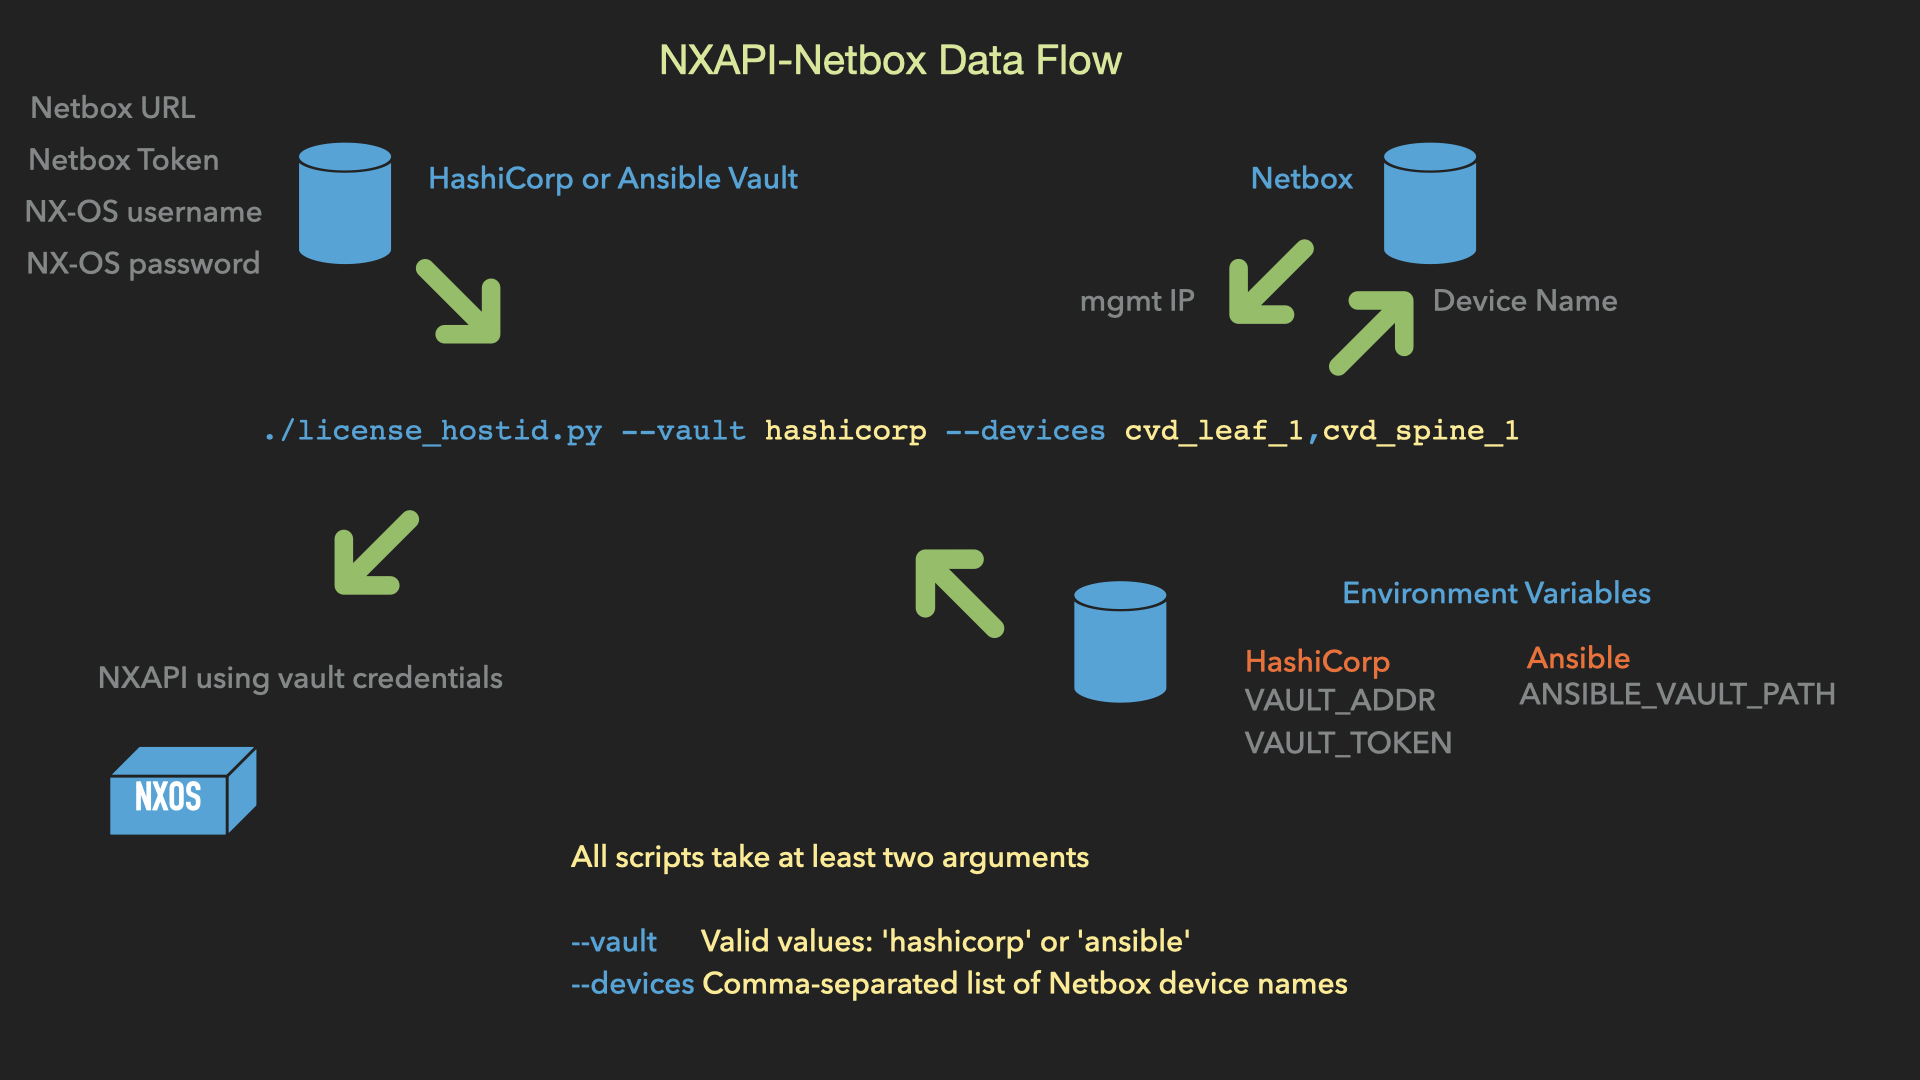 NXAPI-Netbox Data Flow
Netbox URL
Netbox Token
NX-OS username
NX-OS password
HashiCorp or Ansible Vault
Netbox
mgmt IP
Device Name
./license_hostid.py --vault hashicorp --devices cvd_leaf_1,cvd_spine_1
NXAPI using vault credentials
NXOS
Environment Variables
HashiCorp
VAULT_ADDR
VAULT_TOKEN
Ansible
ANSIBLE_VAULT_PATH
All scripts take at least two arguments
--vault Valid values: 'hashicorp' or 'ansible'
--devices Comma-separated list of Netbox device names